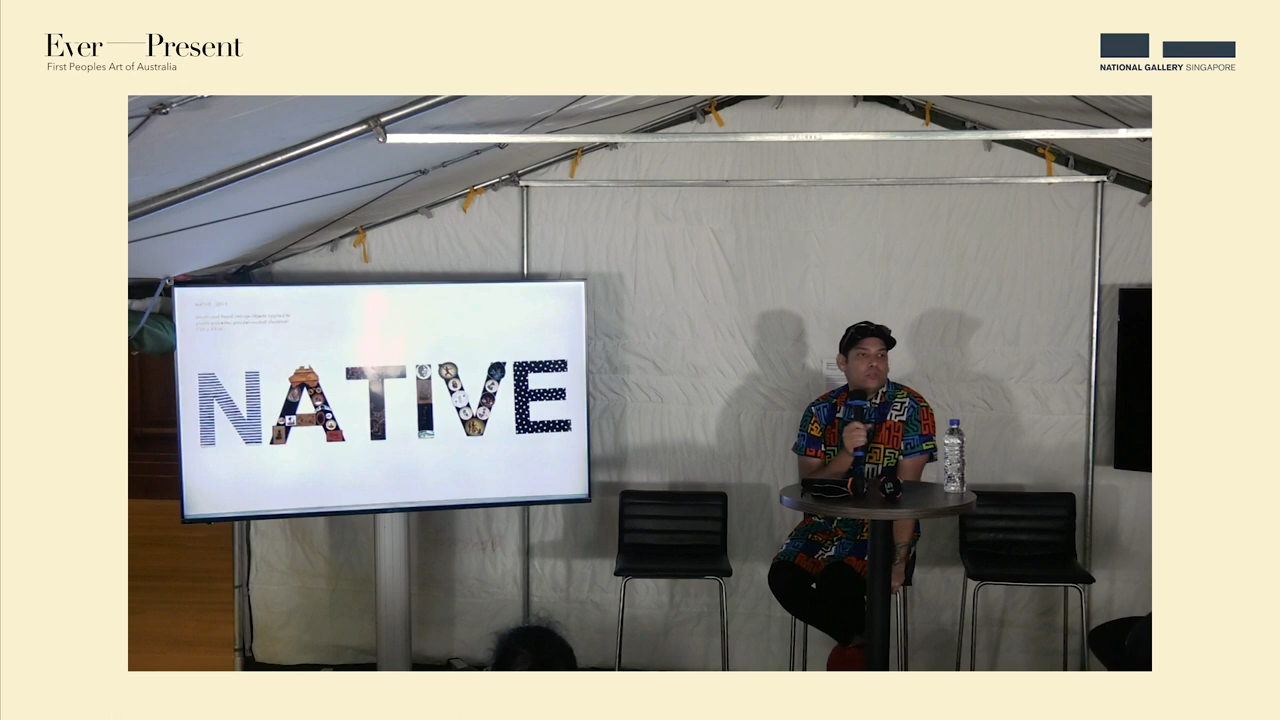 Ever — Present
First Peoples Art of Australia
NATIONAL GALLERY SINGAPORE
NATIVE